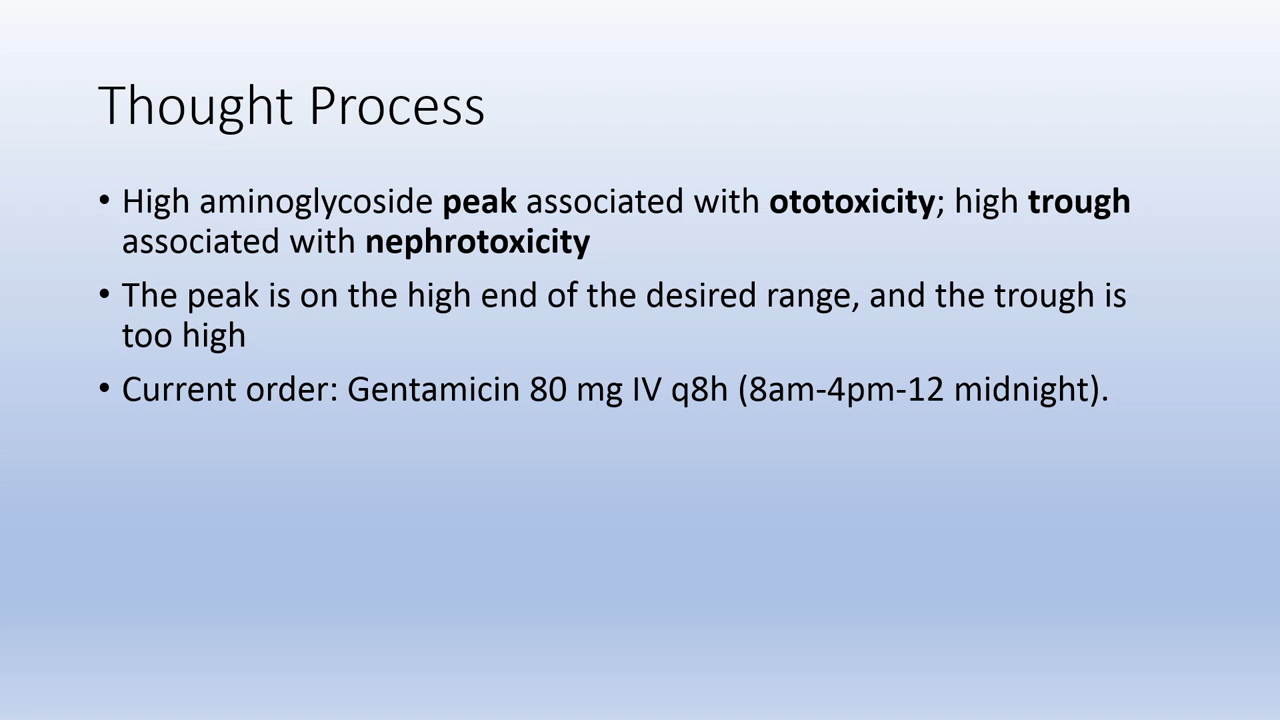 Thought Process
• High aminoglycoside peak associated with ototoxicity; high trough
associated with nephrotoxicity
• The peak is on the high end of the desired range, and the trough is
too high
• Current order: Gentamicin 80 mg IV q8h (8am-4pm-12 midnight).